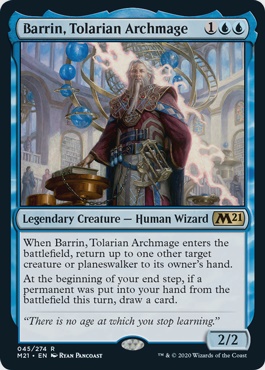 Barrin, Tolarian Archmage 1
Legendary Creature — Human Wizard M21
When Barrin, Tolarian Archmage enters the
battlefield, return up to one other target
creature or planeswalker to its owner's hand.
At the beginning of your end step, if a
permanent was put into your hand from the
battlefield this turn, draw a card.
"There is no age at which you stop learning."
2/2
045/274 R
M21 • EN Ryan Pancoast ™ & © 2020 Wizards of the Coast